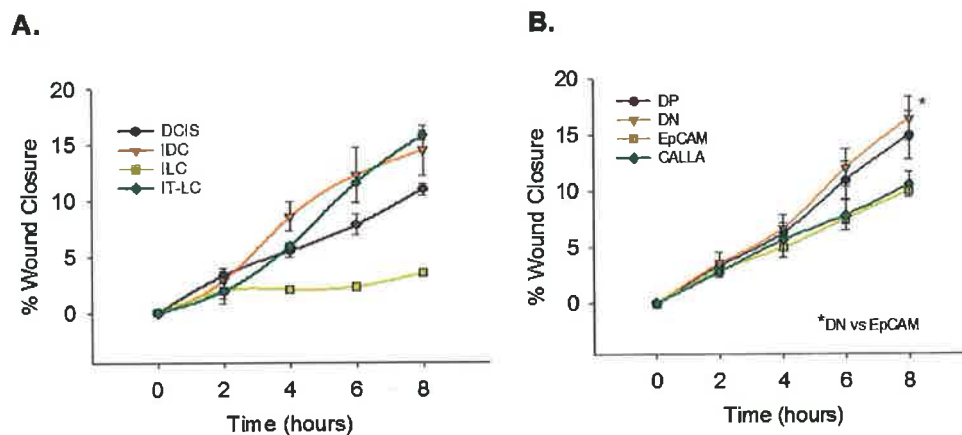 A.
20
15
10
5
0
% Wound Closure
DCIS
IDC
ILC
IT-LC
0 2 4 6 8
Time (hours)
B.
20
15
10
5
0
% Wound Closure
DP
DN
EpCAM
CALLA
*
*DN vs EpCAM
0 2 4 6 8
Time (hours)